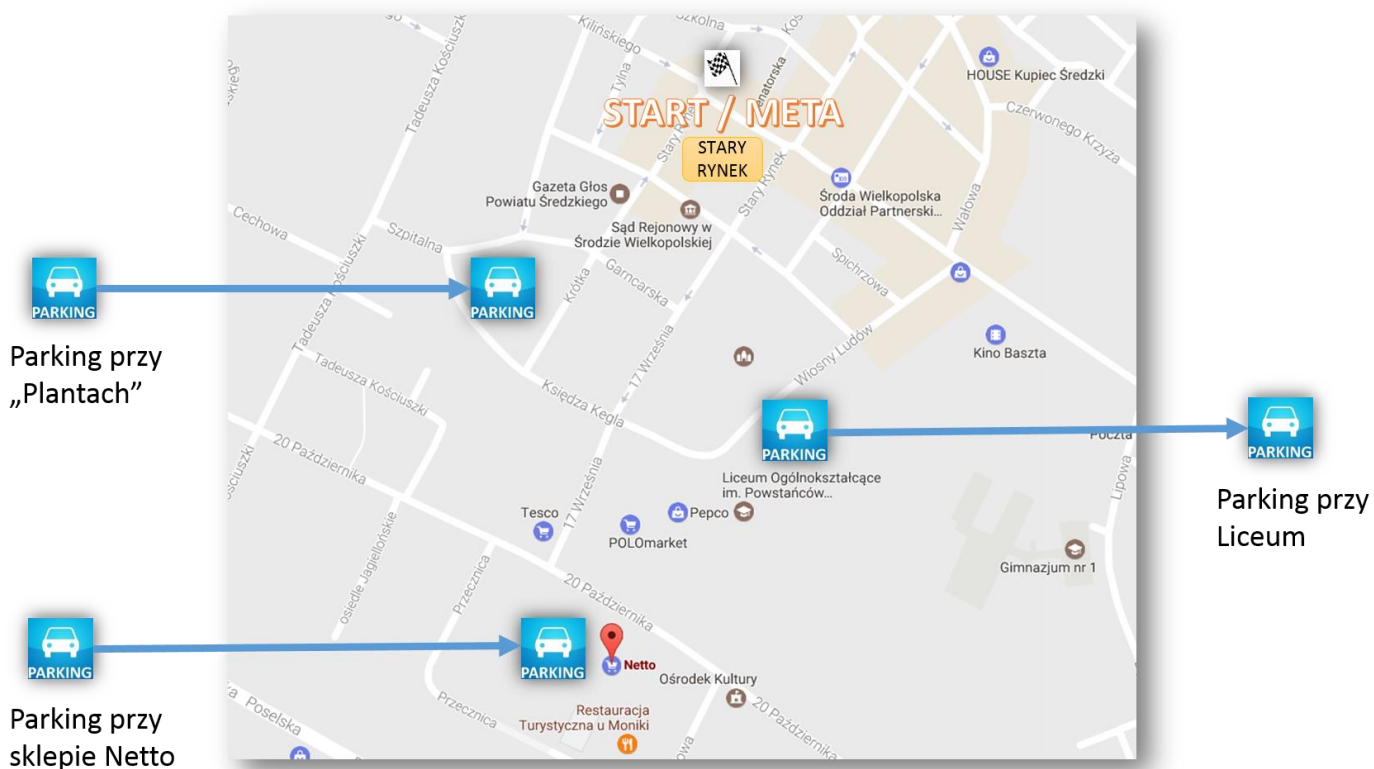 Szkolna
Kilińskiego
Tylna
Tadeusza Kościuszki
HOUSE Kupiec Średzki
Czerwonego Krzyża
START / META
STARY
RYNEK
Stary Rynek
Stary Rynek
Gazeta Głos
Powiatu Średzkiego
Sąd Rejonowy w
Środzie Wielkopolskiej
Środa Wielkopolska
Oddział Partnerski...
Wałowa
Cechowa
Szpitalna
Tadeusza Kościuszki
Krótka
Garncarska
Spichrzowa
PARKING
Parking przy
„Plantach”
PARKING
17 Września
Wiosny Ludów
Kino Baszta
Tadeusza Kościuszki
Księdza Kegla
20 Października
PARKING
Poczta
PARKING
Parking przy
Liceum
Lipowa
Liceum Ogólnokształcące
im. Powstańców...
17 Września
Tesco
POLOmarket
Pepco
Gimnazjum nr 1
osiedle Jagiellońskie
Przecznica
20 Października
PARKING
Parking przy
sklepie Netto
PARKING
Netto
Ośrodek Kultury
Poselska
Przecznica
Restauracja
Turystyczna u Moniki
20 Października